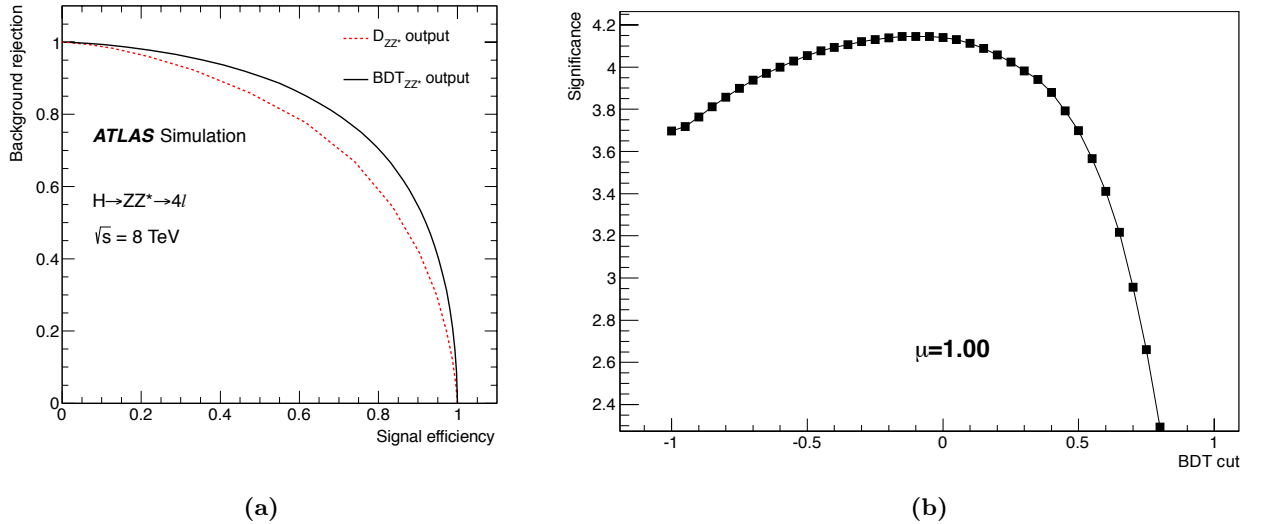 Background rejection
1
0.8
0.6
0.4
0.2
0
0
0.2
0.4
0.6
0.8
1
Signal efficiency
D_ZZ* output
BDT_ZZ* output
ATLAS Simulation
H→ZZ*→4l
√s = 8 TeV
(a)
Significance
4.2
4
3.8
3.6
3.4
3.2
3
2.8
2.6
2.4
-1
-0.5
0
0.5
1
BDT cut
μ=1.00
(b)